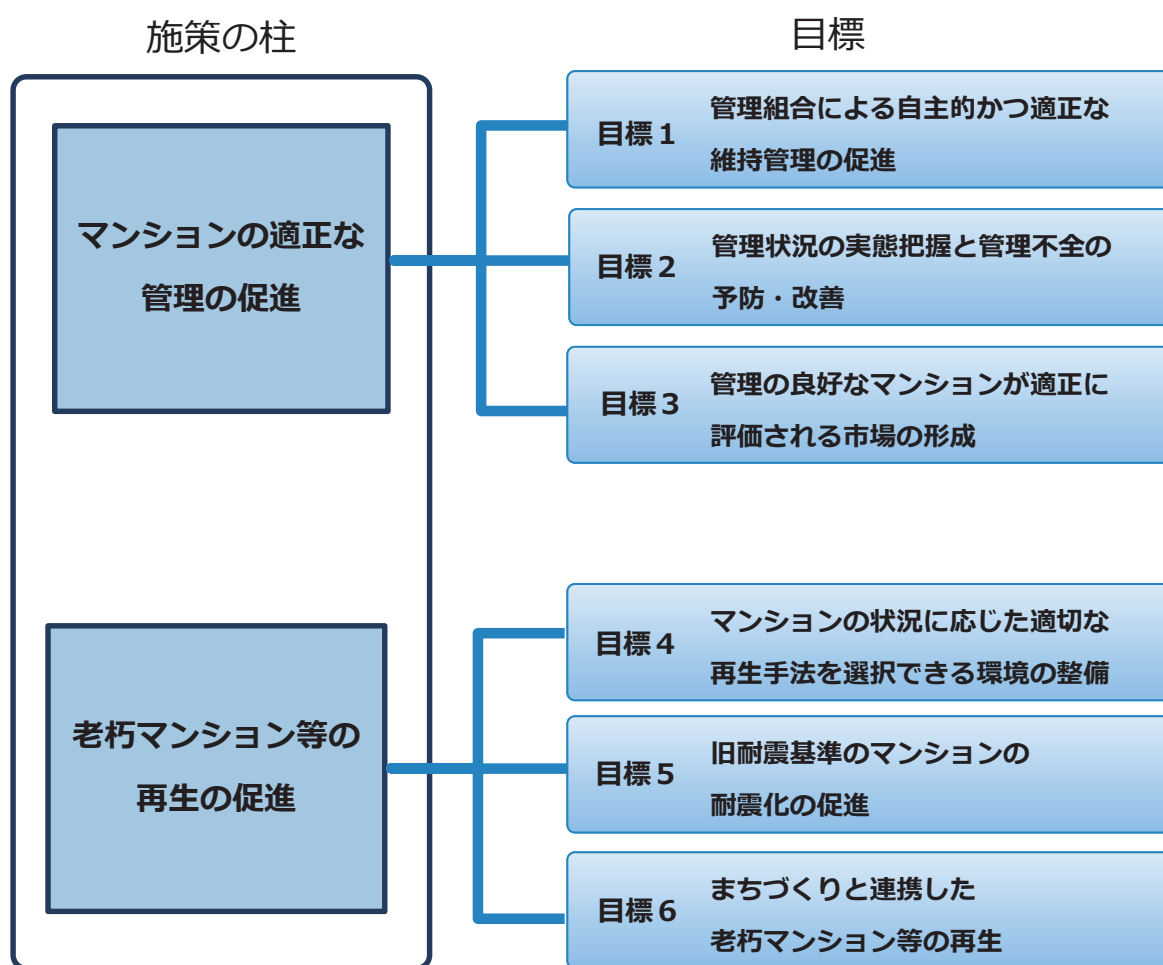 施策の柱
目標
マンションの適正な
管理の促進
目標１
管理組合による自主的かつ適正な
維持管理の促進
目標２
管理状況の実態把握と管理不全の
予防・改善
目標３
管理の良好なマンションが適正に
評価される市場の形成
老朽マンション等の
再生の促進
目標４
マンションの状況に応じた適切な
再生手法を選択できる環境の整備
目標５
旧耐震基準のマンションの
耐震化の促進
目標６
まちづくりと連携した
老朽マンション等の再生